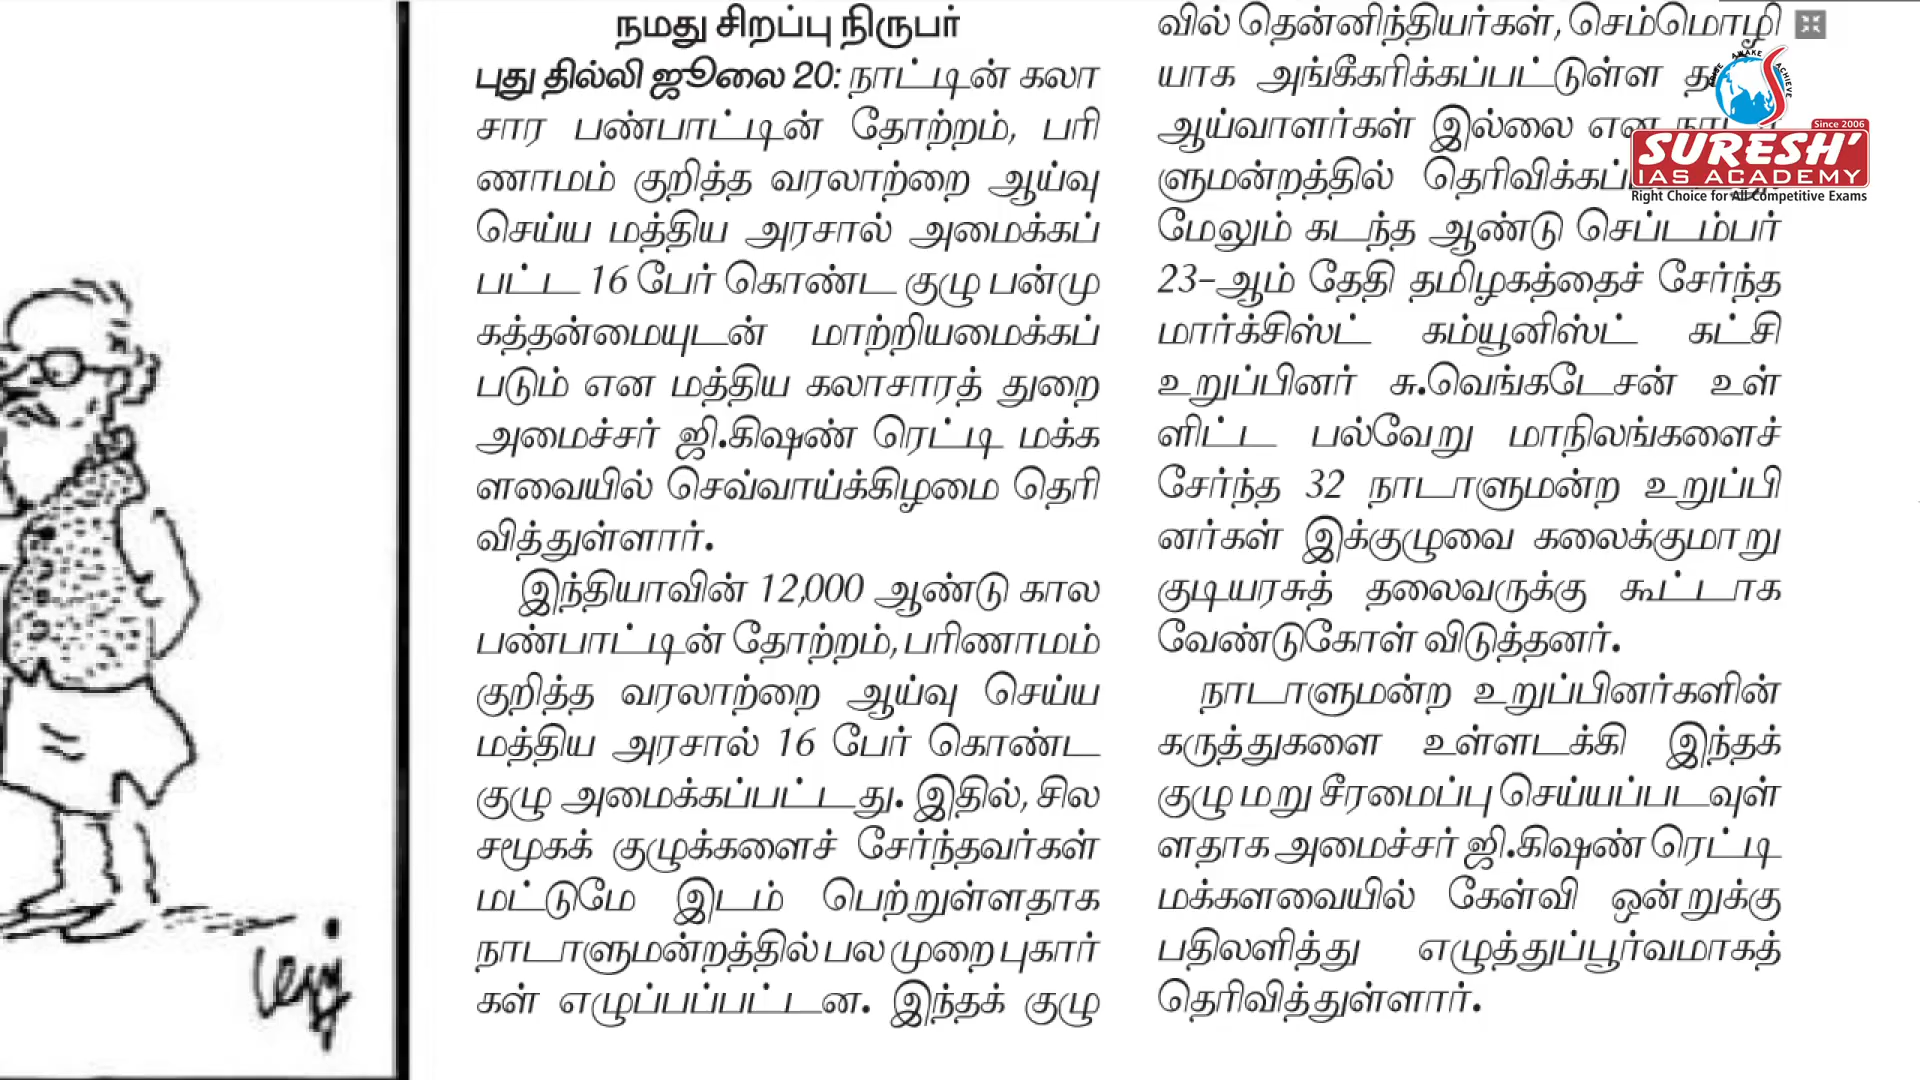 நமது சிறப்பு நிருபர்
புது தில்லி ஜூலை 20: நாட்டின் கலா
சார பண்பாட்டின் தோற்றம், பரி
ணாமம் குறித்த வரலாற்றை ஆய்வு
செய்ய மத்திய அரசால் அமைக்கப்
பட்ட 16 பேர் கொண்ட குழு பன்மு
கத்தன்மையுடன் மாற்றியமைக்கப்
படும் என மத்திய கலாசாரத் துறை
அமைச்சர் ஜி.கிஷண் ரெட்டி மக்க
ளவையில் செவ்வாய்க்கிழமை தெரி
வித்துள்ளார்.
இந்தியாவின் 12,000 ஆண்டு கால
பண்பாட்டின் தோற்றம், பரிணாமம்
குறித்த வரலாற்றை ஆய்வு செய்ய
மத்திய அரசால் 16 பேர் கொண்ட
குழு அமைக்கப்பட்டது. இதில், சில
சமூகக் குழுக்களைச் சேர்ந்தவர்கள்
மட்டுமே இடம் பெற்றுள்ளதாக
நாடாளுமன்றத்தில் பல முறை புகார்
கள் எழுப்பப்பட்டன. இந்தக் குழு
வில் தென்னிந்தியர்கள், செம்மொழி
யாக அங்கீகரிக்கப்பட்டுள்ள
ஆய்வாளர்கள் இல்லை என
ளுமன்றத்தில்
மேலும் கடந்த ஆண்டு செப்டம்பர்
23-ஆம் தேதி தமிழகத்தைச் சேர்ந்த
மார்க்சிஸ்ட் கம்யூனிஸ்ட் கட்சி
உறுப்பினர் சு.வெங்கடேசன் உள்
ளிட்ட பல்வேறு மாநிலங்களைச்
சேர்ந்த 32 நாடாளுமன்ற உறுப்பி
னர்கள் இக்குழுவை கலைக்குமாறு
குடியரசுத் தலைவருக்கு கூட்டாக
வேண்டுகோள் விடுத்தனர்.
நாடாளுமன்ற உறுப்பினர்களின்
கருத்துகளை உள்ளடக்கி இந்தக்
குழு மறு சீரமைப்பு செய்யப்படவுள்
ளதாக அமைச்சர் ஜி.கிஷண் ரெட்டி
மக்களவையில் கேள்வி ஒன்றுக்கு
பதிலளித்து எழுத்துப்பூர்வமாகத்
தெரிவித்துள்ளார்.
AWAKE
ACHIEVE
Since 2006
SURESH'
IAS ACADEMY
Right Choice for All Competitive Exams